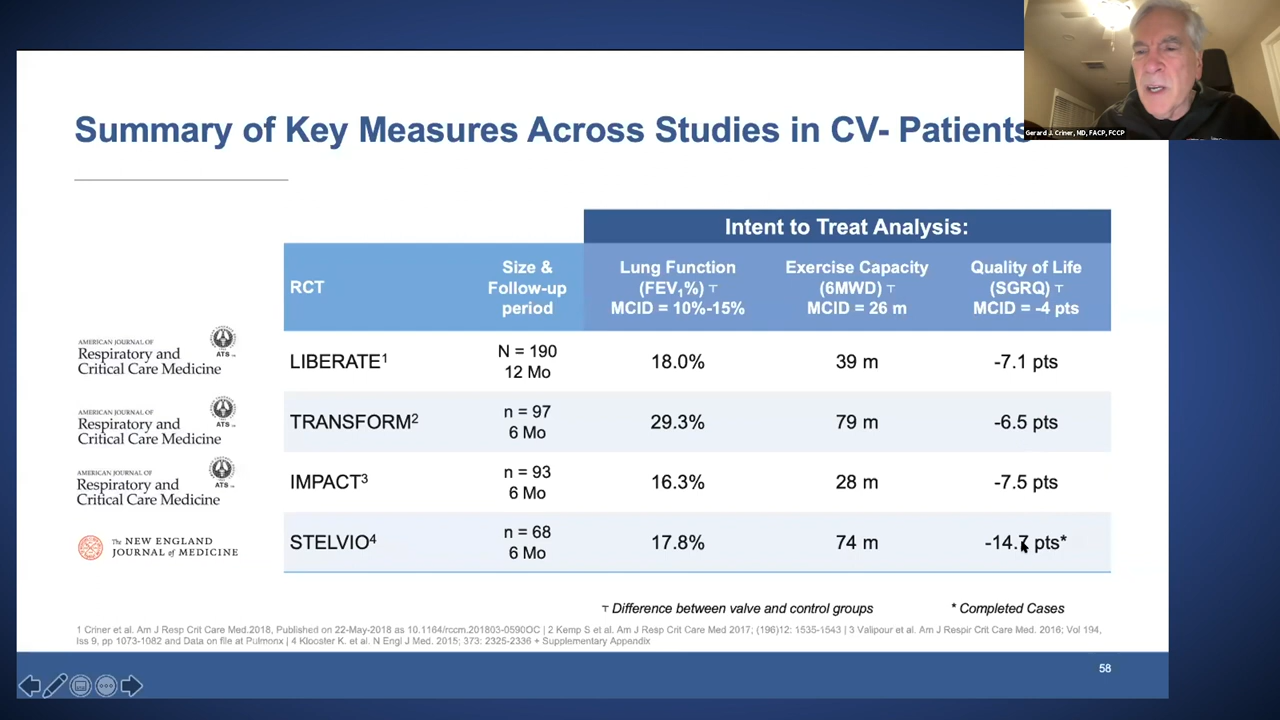 Gerard J. Criner, MD, FACP, FCCP
Summary of Key Measures Across Studies in CV- Patients
Intent to Treat Analysis:
RCT
Size &
Follow-up
period
Lung Function
(FEV₁%) ⊤
MCID = 10%-15%
Exercise Capacity
(6MWD) ⊤
MCID = 26 m
Quality of Life
(SGRQ) ⊤
MCID = -4 pts
AMERICAN JOURNAL OF
Respiratory and
Critical Care Medicine
ATS
LIBERATE¹
N = 190
12 Mo
18.0%
39 m
-7.1 pts
AMERICAN JOURNAL OF
Respiratory and
Critical Care Medicine
ATS
TRANSFORM²
n = 97
6 Mo
29.3%
79 m
-6.5 pts
AMERICAN JOURNAL OF
Respiratory and
Critical Care Medicine
ATS
IMPACT³
n = 93
6 Mo
16.3%
28 m
-7.5 pts
The NEW ENGLAND
JOURNAL of MEDICINE
STELVIO⁴
n = 68
6 Mo
17.8%
74 m
-14.7 pts*
⊤ Difference between valve and control groups
* Completed Cases
1 Criner et al. Am J Resp Crit Care Med.2018, Published on 22-May-2018 as 10.1164/rccm.201803-0590OC | 2 Kemp S et al. Am J Resp Crit Care Med 2017; (196)12: 1535-1543 | 3 Valipour et al. Am J Respir Crit Care Med. 2016; Vol 194,
Iss 9, pp 1073-1082 and Data on file at Pulmonx | 4 Klooster K. et al. N Engl J Med. 2015; 373: 2325-2336 + Supplementary Appendix
58